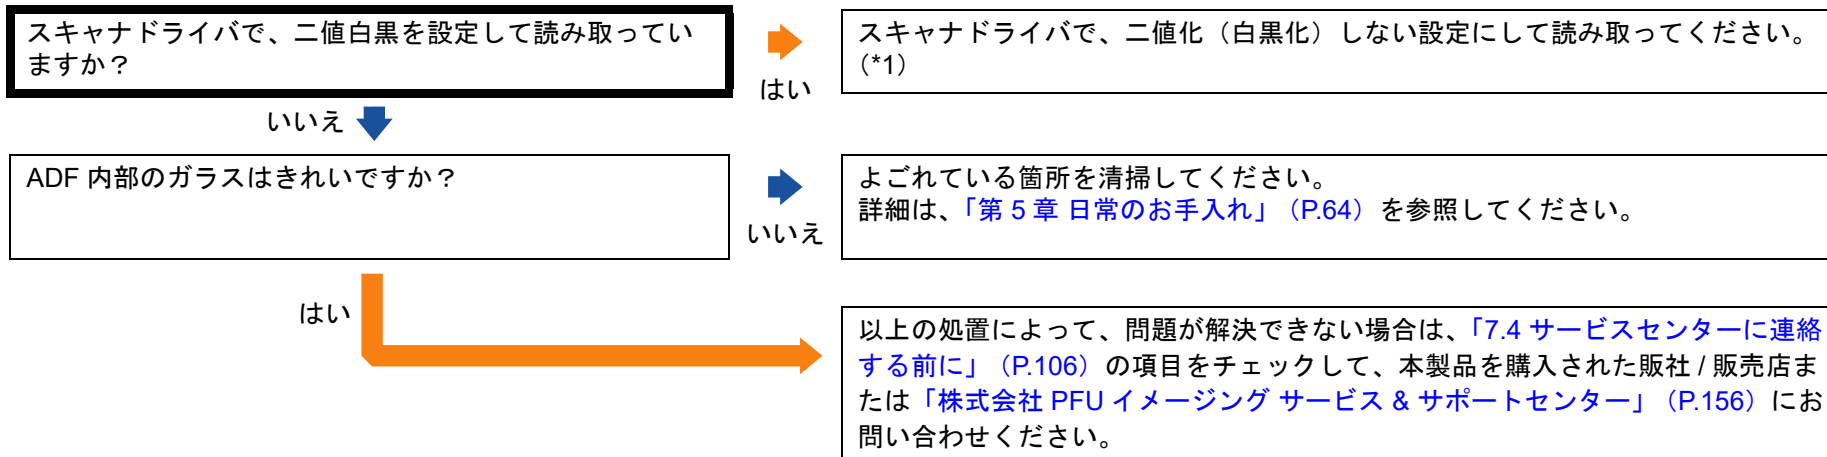 スキャナドライバで、二値白黒を設定して読み取ってい
ますか？
はい
スキャナドライバで、二値化（白黒化）しない設定にして読み取ってください。
（*1）
いいえ
ADF 内部のガラスはきれいですか？
いいえ
よごれている箇所を清掃してください。
詳細は、「第 5 章 日常のお手入れ」（P.64）を参照してください。
はい
以上の処置によって、問題が解決できない場合は、「7.4 サービスセンターに連絡
する前に」（P.106）の項目をチェックして、本製品を購入された販社 / 販売店ま
たは「株式会社 PFU イメージング サービス & サポートセンター」（P.156）にお
問い合わせください。